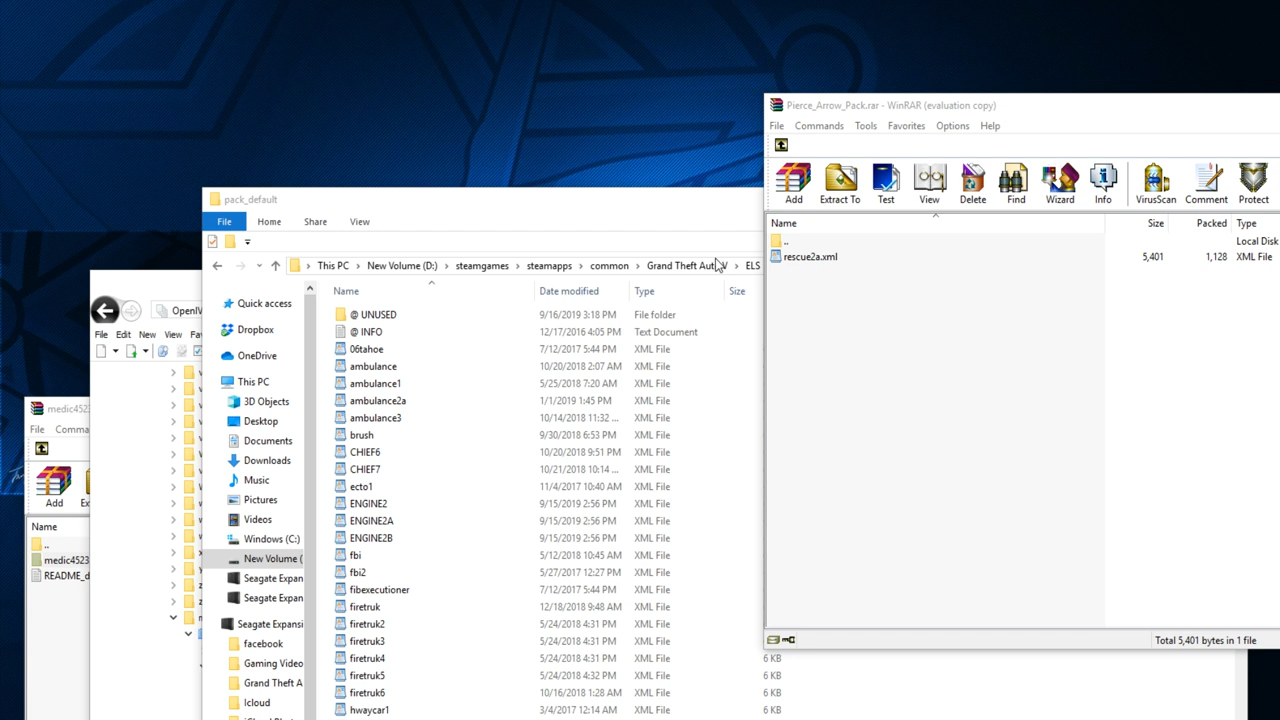 Pierce_Arrow_Pack.rar - WinRAR (evaluation copy)
File Commands Tools Favorites Options Help
Add Extract To Test View Delete Find Wizard Info VirusScan Comment Protect
Name Size Packed Type
.. Local Disk
rescue2a.xml 5,401 1,128 XML File
Total 5,401 bytes in 1 file
pack_default
File Home Share View
This PC > New Volume (D:) > steamgames > steamapps > common > Grand Theft Auto V > ELS
Name Date modified Type Size
@ UNUSED 9/16/2019 3:18 PM File folder
@ INFO 12/17/2016 4:05 PM Text Document
06tahoe 7/12/2017 5:44 PM XML File
ambulance 10/20/2018 2:07 AM XML File
ambulance1 5/25/2018 7:20 AM XML File
ambulance2a 1/1/2019 1:45 PM XML File
ambulance3 10/14/2018 11:32 ... XML File
brush 9/30/2018 6:53 PM XML File
CHIEF6 10/20/2018 9:51 PM XML File
CHIEF7 10/21/2018 10:14 ... XML File
ecto1 11/4/2017 10:40 AM XML File
ENGINE2 9/15/2019 2:56 PM XML File
ENGINE2A 9/15/2019 2:56 PM XML File
ENGINE2B 9/15/2019 2:56 PM XML File
fbi 5/12/2018 10:45 AM XML File
fbi2 5/27/2017 12:27 PM XML File
fibexecutioner 7/12/2017 5:44 PM XML File
firetruk 12/18/2018 9:48 AM XML File
firetruk2 5/24/2018 4:31 PM XML File
firetruk3 5/24/2018 4:31 PM XML File
firetruk4 5/24/2018 4:31 PM XML File 6 KB
firetruk5 5/24/2018 4:32 PM XML File 6 KB
firetruk6 10/16/2018 1:28 AM XML File 6 KB
hwaycar1 3/4/2017 12:14 AM XML File 6 KB
Quick access
Dropbox
OneDrive
This PC
3D Objects
Desktop
Documents
Downloads
Music
Pictures
Videos
Windows (C:)
New Volume (
Seagate Expan
Seagate Expan
Seagate Expansi
facebook
Gaming Video
Grand Theft A
Icloud
OpenIV
File Edit New View Fav
medic4523
File Comma
Add Ex
Name
..
medic4523
README_d